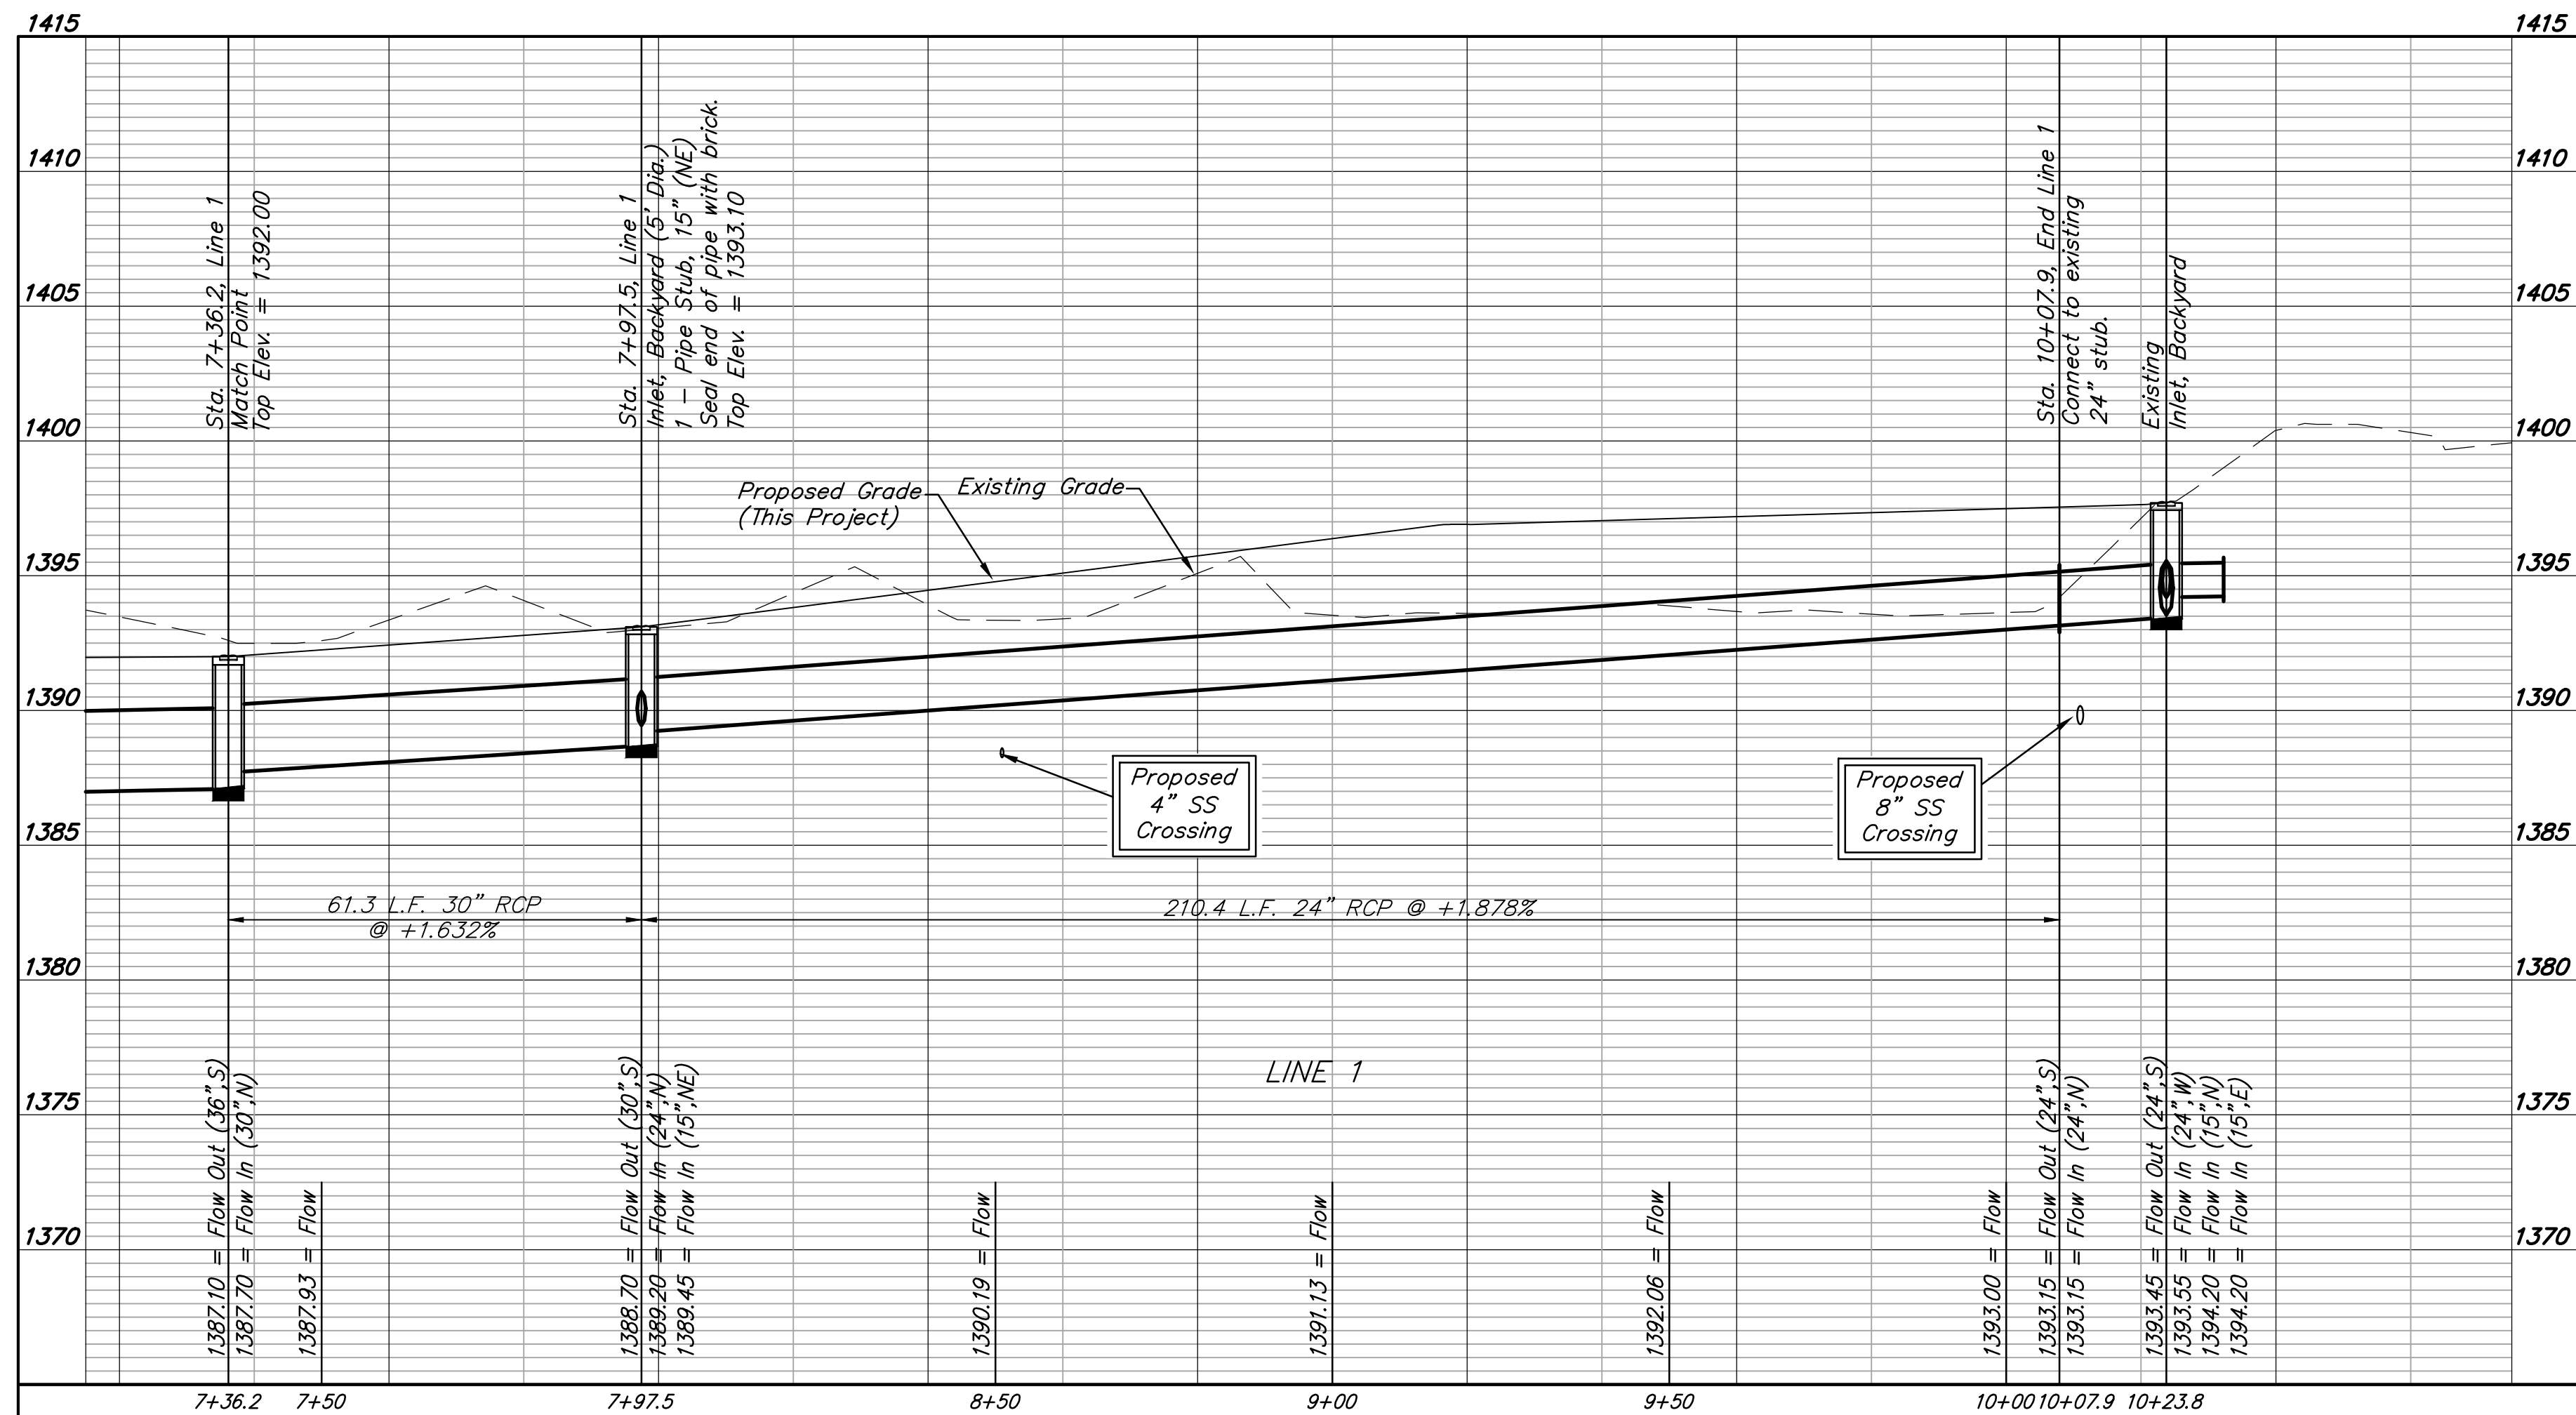 1415
1415
1410
1410
1405
1405
1400
1400
1395
1395
1390
1390
1385
1385
1380
1380
1375
1375
1370
1370
Sta. 7+36.2, Line 1
Match Point
Top Elev. = 1392.00
Sta. 7+97.5, Line 1
Inlet, Backyard (5' Dia.)
1 - Pipe Stub, 15" (NE)
Seal end of pipe with brick.
Top Elev. = 1393.10
Sta. 10+07.9, End Line 1
Connect to existing
24" stub.
Existing
Inlet, Backyard
Proposed Grade
(This Project)
Existing Grade
Proposed
4" SS
Crossing
Proposed
8" SS
Crossing
61.3 L.F. 30" RCP
@ +1.632%
210.4 L.F. 24" RCP @ +1.878%
LINE 1
1387.10 = Flow Out (36",S)
1387.70 = Flow In (30",N)
1387.93 = Flow
1388.70 = Flow Out (30",S)
1389.20 = Flow In (24",N)
1389.45 = Flow In (15",NE)
1390.19 = Flow
1391.13 = Flow
1392.06 = Flow
1393.00 = Flow
1393.15 = Flow Out (24",S)
1393.15 = Flow In (24",N)
1393.45 = Flow Out (24",S)
1393.55 = Flow In (24",W)
1394.20 = Flow In (15",N)
1394.20 = Flow In (15",E)
7+36.2
7+50
7+97.5
8+50
9+00
9+50
10+00
10+07.9
10+23.8